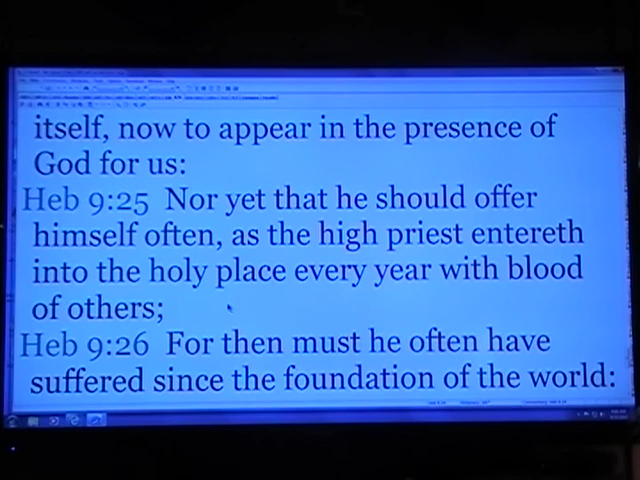 itself, now to appear in the presence of
God for us:
Heb 9:25 Nor yet that he should offer
himself often, as the high priest entereth
into the holy place every year with blood
of others;
Heb 9:26 For then must he often have
suffered since the foundation of the world: